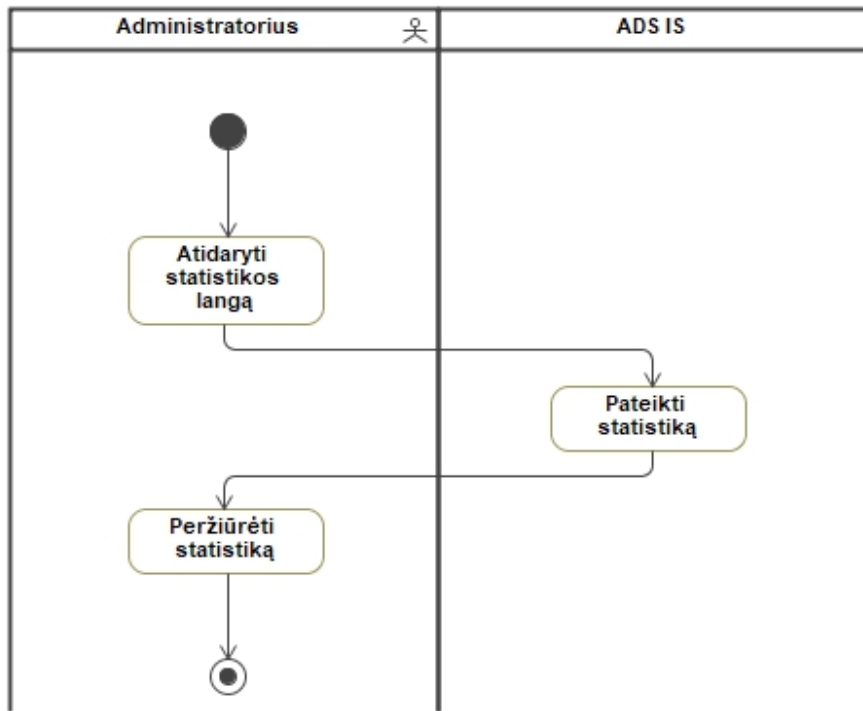 Administratorius
ADS IS
Atidaryti
statistikos
langą
Pateikti
statistiką
Peržiūrėti
statistiką